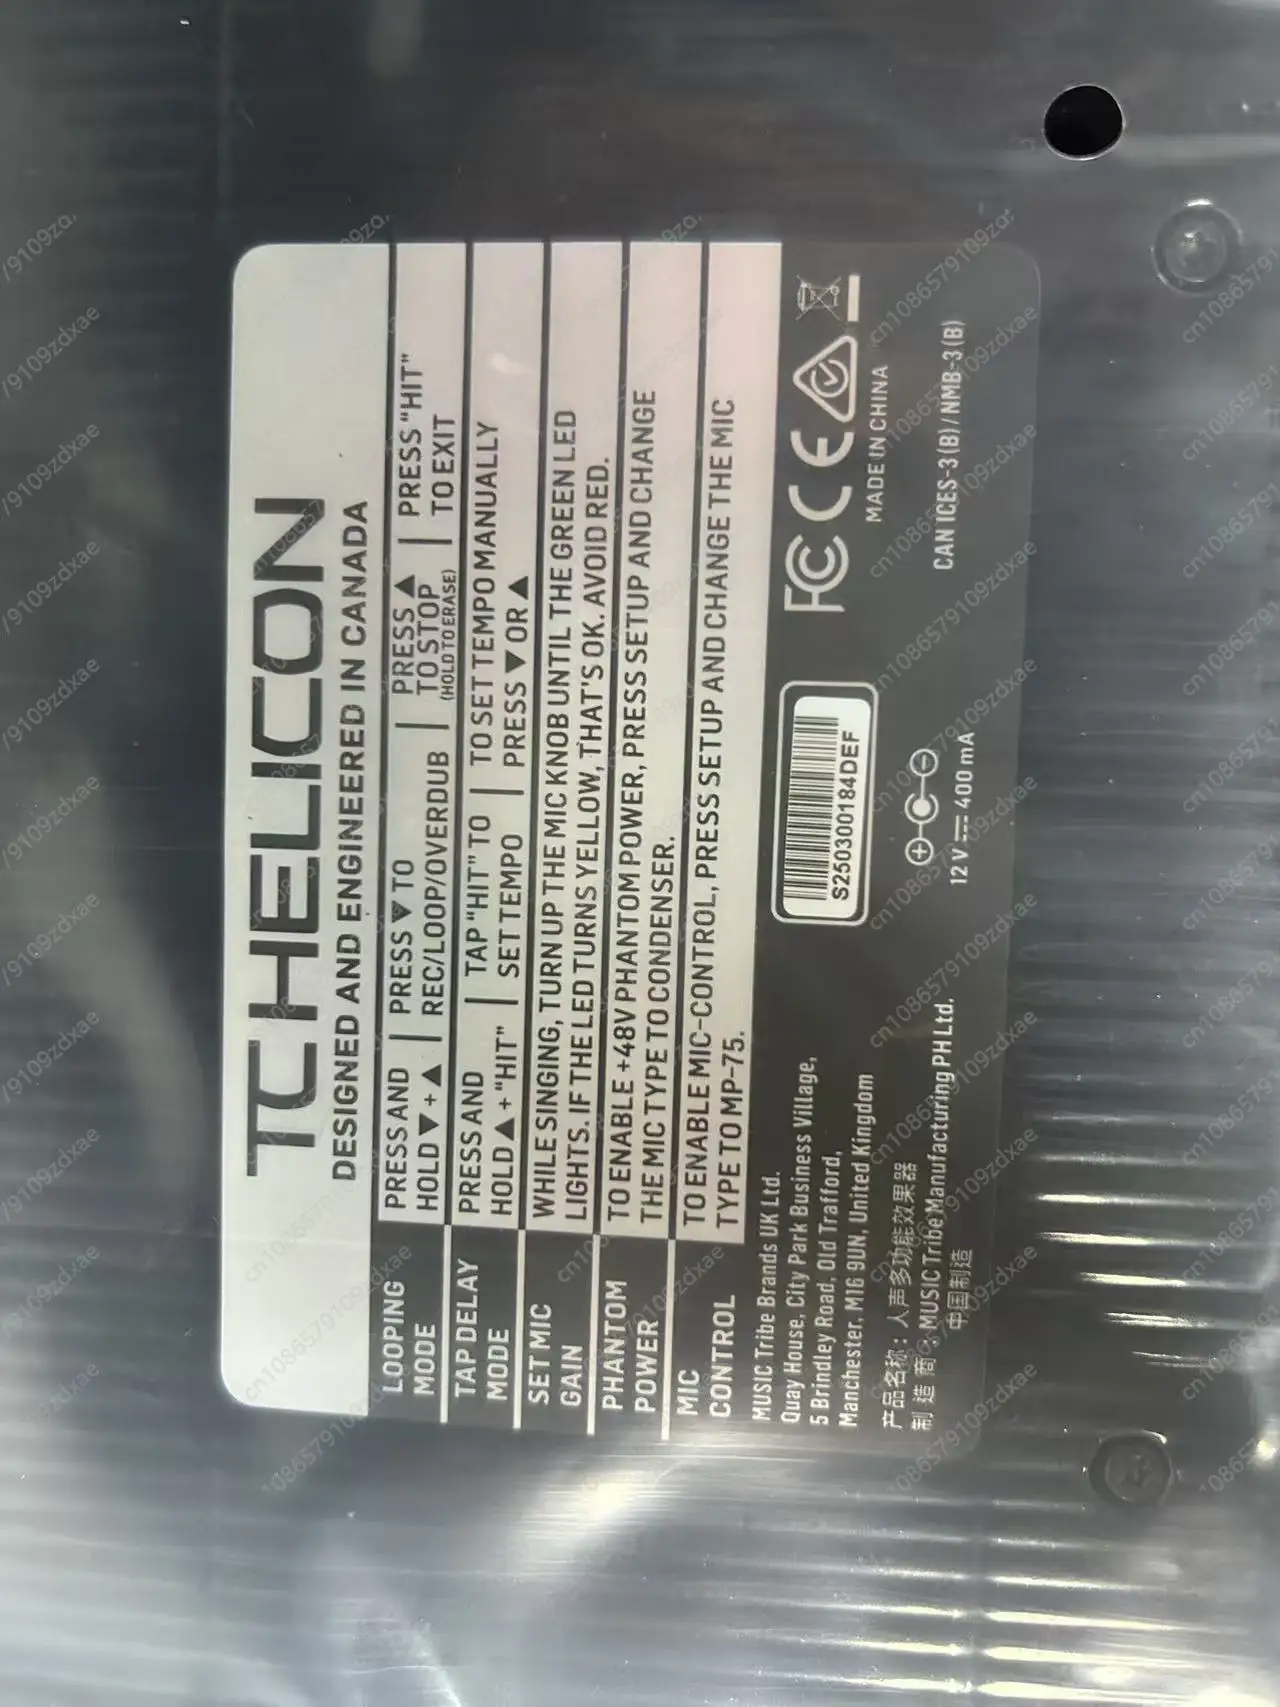 TCHELICON
DESIGNED AND ENGINEERED IN CANADA
LOOPING
MODE
PRESS AND
HOLD ▼ + ▲
PRESS ▼ TO
REC/LOOP/OVERDUB
PRESS ▲
TO STOP
(HOLD TO ERASE)
PRESS "HIT"
TO EXIT
TAP DELAY
MODE
PRESS AND
HOLD ▲ + "HIT"
TAP "HIT" TO
SET TEMPO
TO SET TEMPO MANUALLY
PRESS ▼ OR ▲
SET MIC
GAIN
WHILE SINGING, TURN UP THE MIC KNOB UNTIL THE GREEN LED
LIGHTS. IF THE LED TURNS YELLOW, THAT'S OK. AVOID RED.
PHANTOM
POWER
TO ENABLE +48V PHANTOM POWER, PRESS SETUP AND CHANGE
THE MIC TYPE TO CONDENSER.
MIC
CONTROL
TO ENABLE MIC-CONTROL, PRESS SETUP AND CHANGE THE MIC
TYPE TO MP-75.
MUSIC Tribe Brands UK Ltd.
Quay House, City Park Business Village,
5 Brindley Road, Old Trafford,
Manchester, M16 9UN, United Kingdom
产品名称：人声多功能效果器
制 造 商：MUSIC Tribe Manufacturing PH Ltd.
中国制造
S250300184DEF
12 V ⎓ 400 mA
FC CE
MADE IN CHINA
CAN ICES-3 (B) / NMB-3 (B)
cn1086579109zdxae